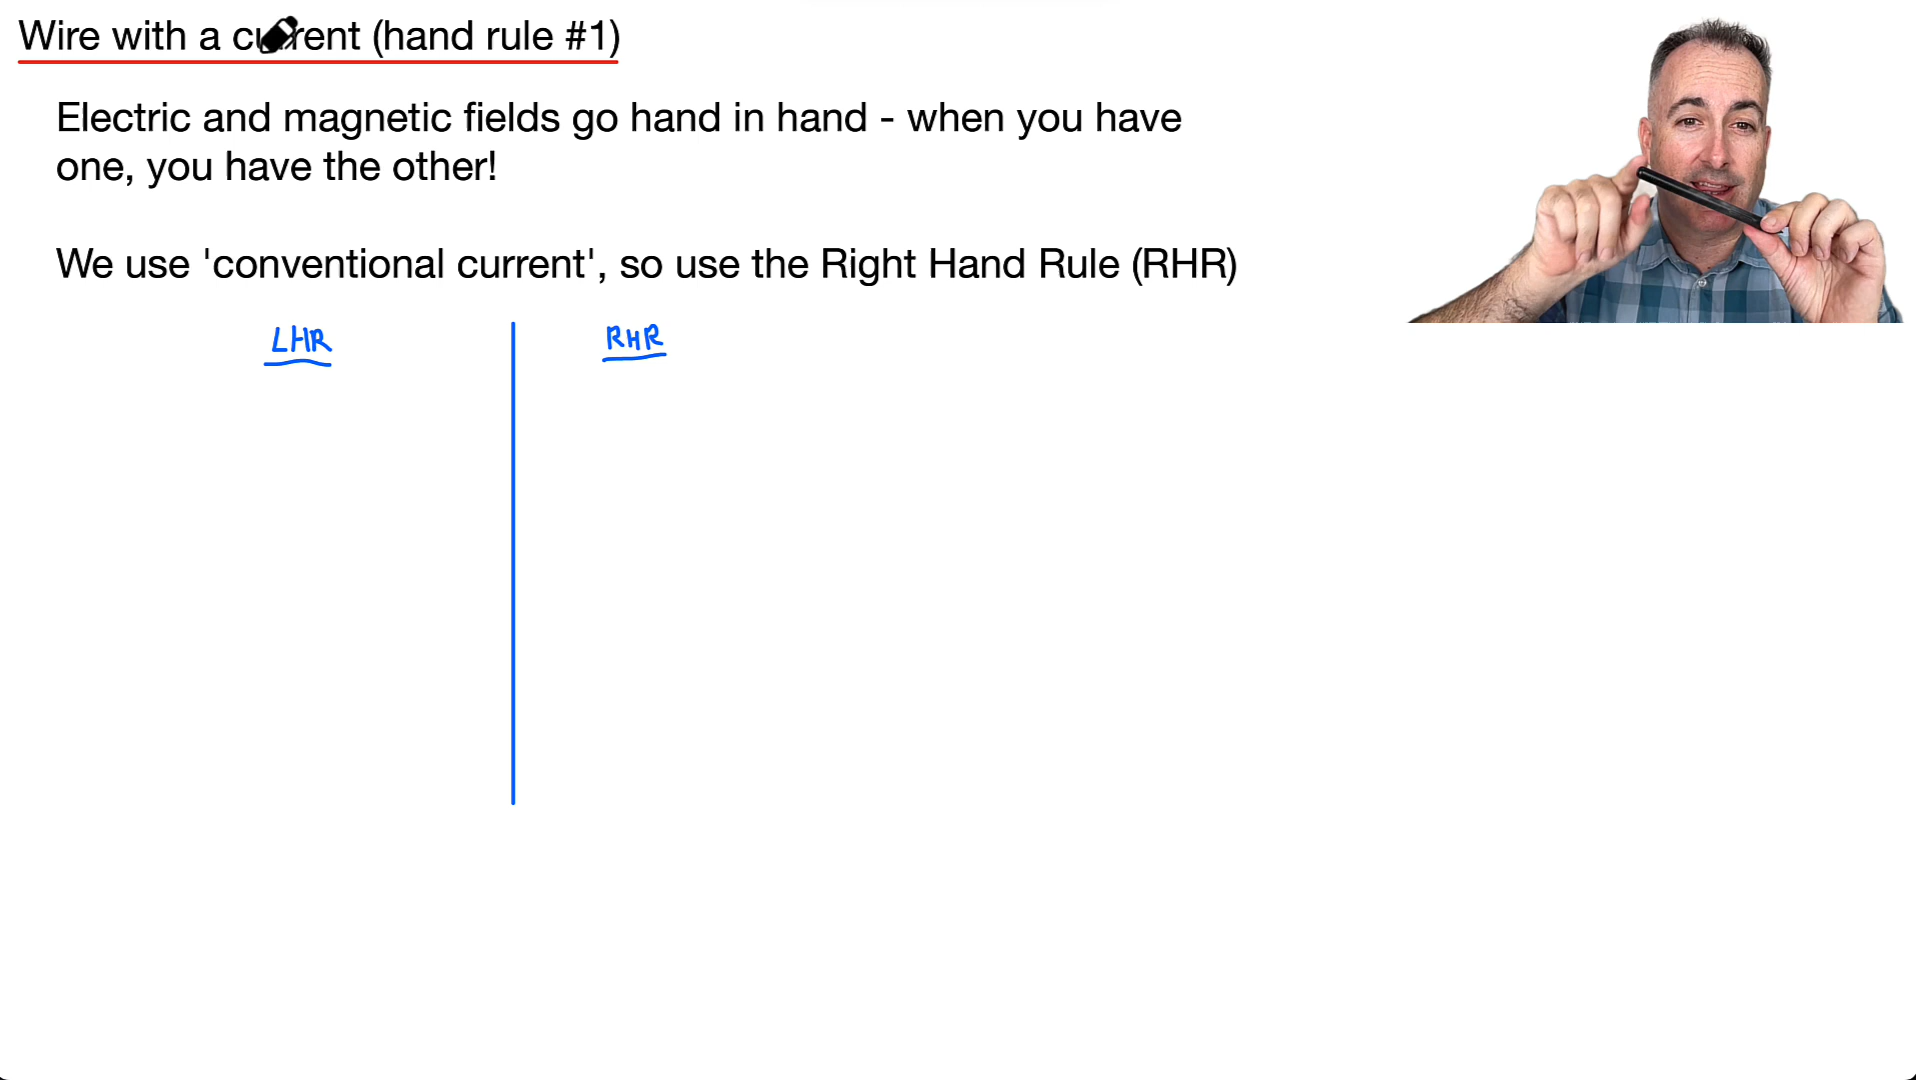 Wire with a current (hand rule #1)
Electric and magnetic fields go hand in hand - when you have
one, you have the other!
We use 'conventional current', so use the Right Hand Rule (RHR)
LHR
RHR